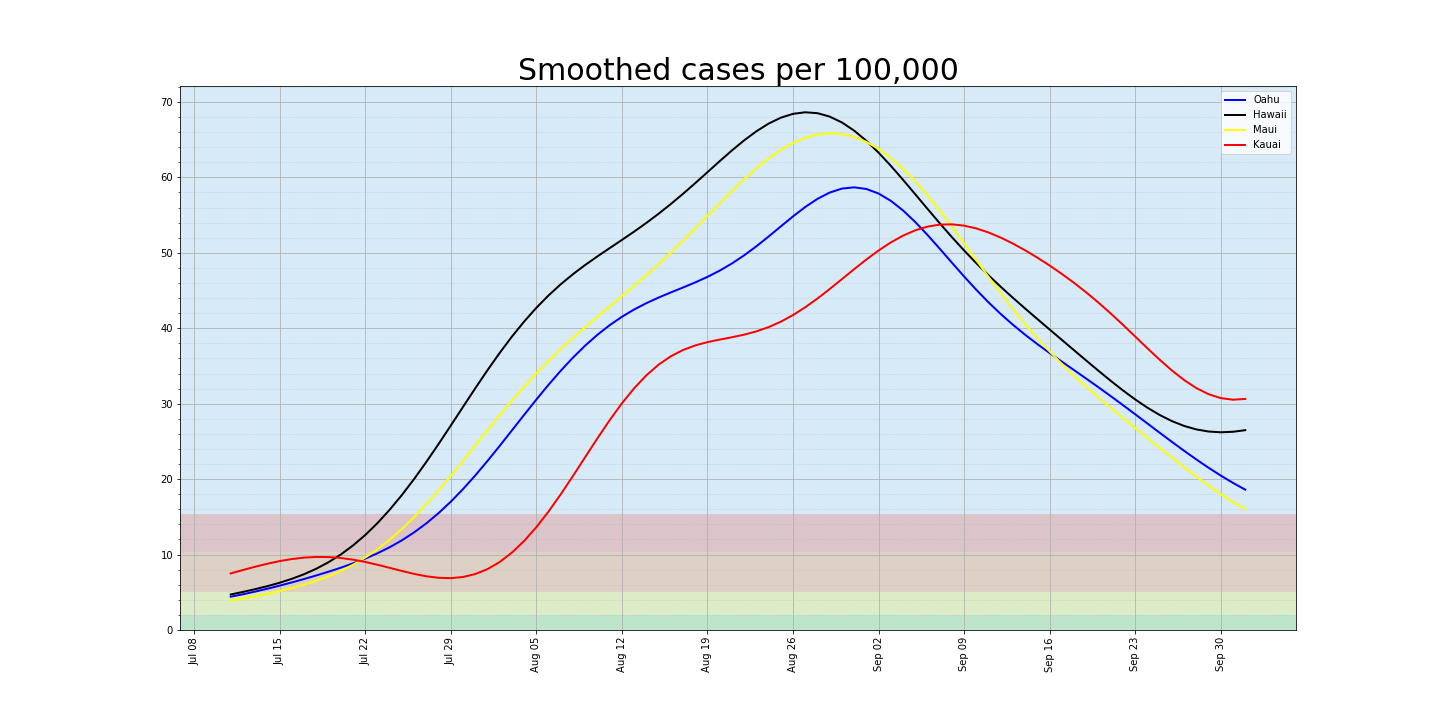 Smoothed cases per 100,000
Oahu
Hawaii
Maui
Kauai
70
60
50
40
30
20
10
0
Jul 08
Jul 15
Jul 22
Jul 29
Aug 05
Aug 12
Aug 19
Aug 26
Sep 02
Sep 09
Sep 16
Sep 23
Sep 30